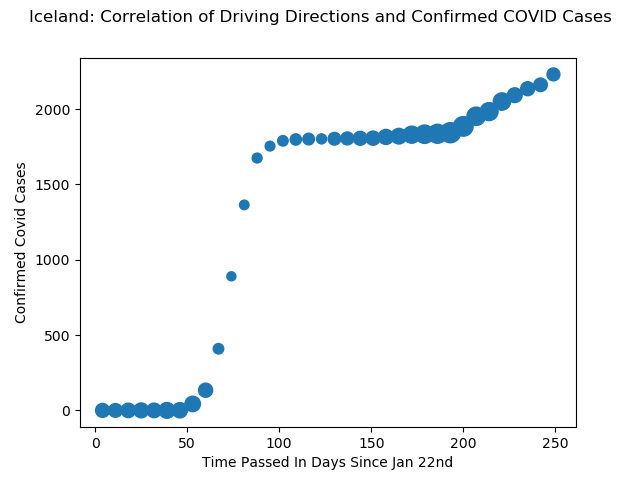 Iceland: Correlation of Driving Directions and Confirmed COVID Cases
Confirmed Covid Cases
2000
1500
1000
500
0
0 50 100 150 200 250
Time Passed In Days Since Jan 22nd